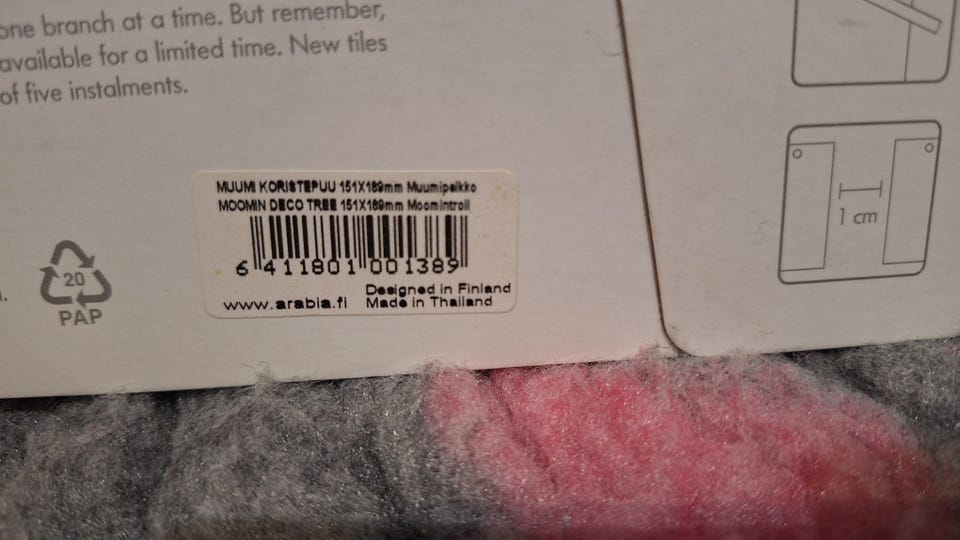 one branch at a time. But remember,
available for a limited time. New tiles
of five instalments.
1 cm
MUUMI KORISTEPUU 151X189mm Muumipeikko
MOOMIN DECO TREE 151X189mm Moomintroll
6 411801 001389
www.arabia.fi
Designed in Finland
Made in Thailand
20
PAP